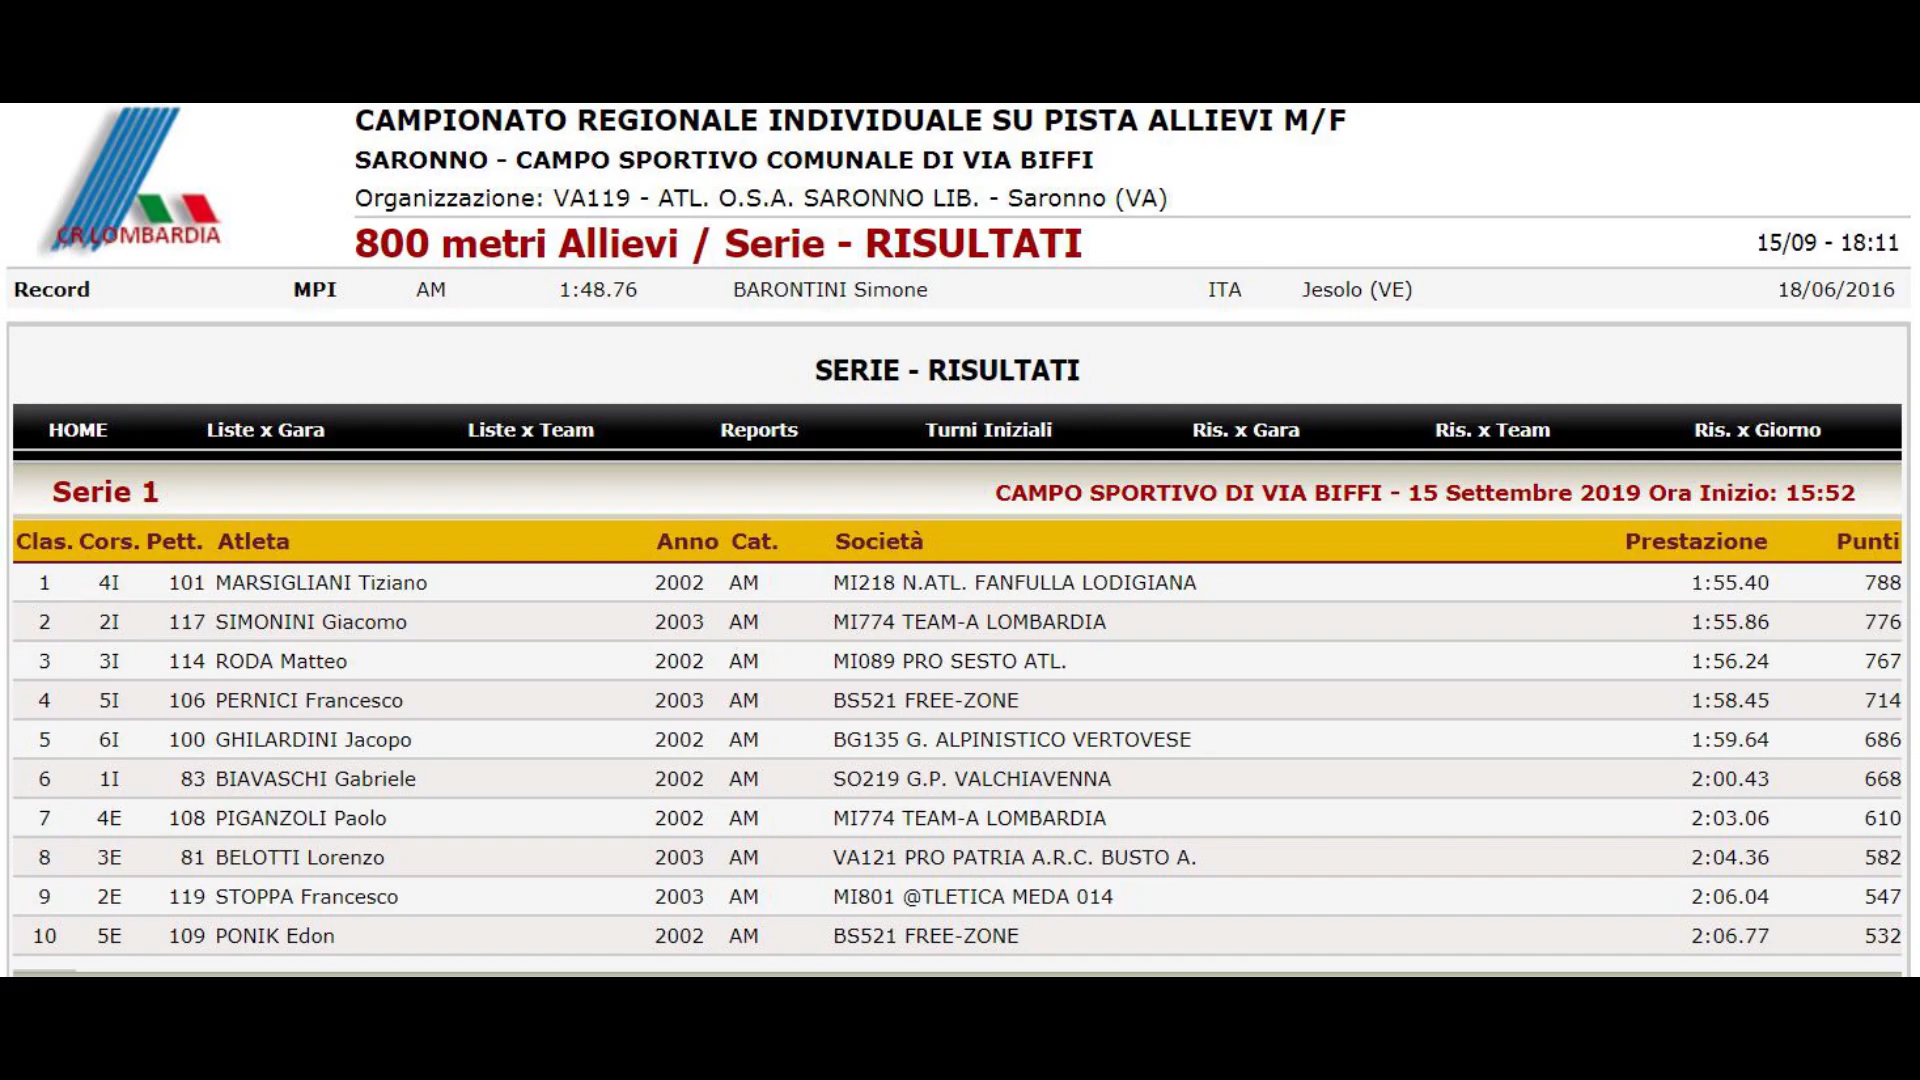 CAMPIONATO REGIONALE INDIVIDUALE SU PISTA ALLIEVI M/F
SARONNO - CAMPO SPORTIVO COMUNALE DI VIA BIFFI
Organizzazione: VA119 - ATL. O.S.A. SARONNO LIB. - Saronno (VA)
CR LOMBARDIA
800 metri Allievi / Serie - RISULTATI 15/09 - 18:11
Record MPI AM 1:48.76 BARONTINI Simone ITA Jesolo (VE) 18/06/2016
SERIE - RISULTATI
HOME Liste x Gara Liste x Team Reports Turni Iniziali Ris. x Gara Ris. x Team Ris. x Giorno
Serie 1 CAMPO SPORTIVO DI VIA BIFFI - 15 Settembre 2019 Ora Inizio: 15:52
Clas. Cors. Pett. Atleta Anno Cat. Società Prestazione Punti
1 4I 101 MARSIGLIANI Tiziano 2002 AM MI218 N.ATL. FANFULLA LODIGIANA 1:55.40 788
2 2I 117 SIMONINI Giacomo 2003 AM MI774 TEAM-A LOMBARDIA 1:55.86 776
3 3I 114 RODA Matteo 2002 AM MI089 PRO SESTO ATL. 1:56.24 767
4 5I 106 PERNICI Francesco 2003 AM BS521 FREE-ZONE 1:58.45 714
5 6I 100 GHILARDINI Jacopo 2002 AM BG135 G. ALPINISTICO VERTOVESE 1:59.64 686
6 1I 83 BIAVASCHI Gabriele 2002 AM SO219 G.P. VALCHIAVENNA 2:00.43 668
7 4E 108 PIGANZOLI Paolo 2002 AM MI774 TEAM-A LOMBARDIA 2:03.06 610
8 3E 81 BELOTTI Lorenzo 2003 AM VA121 PRO PATRIA A.R.C. BUSTO A. 2:04.36 582
9 2E 119 STOPPA Francesco 2003 AM MI801 @TLETICA MEDA 014 2:06.04 547
10 5E 109 PONIK Edon 2002 AM BS521 FREE-ZONE 2:06.77 532